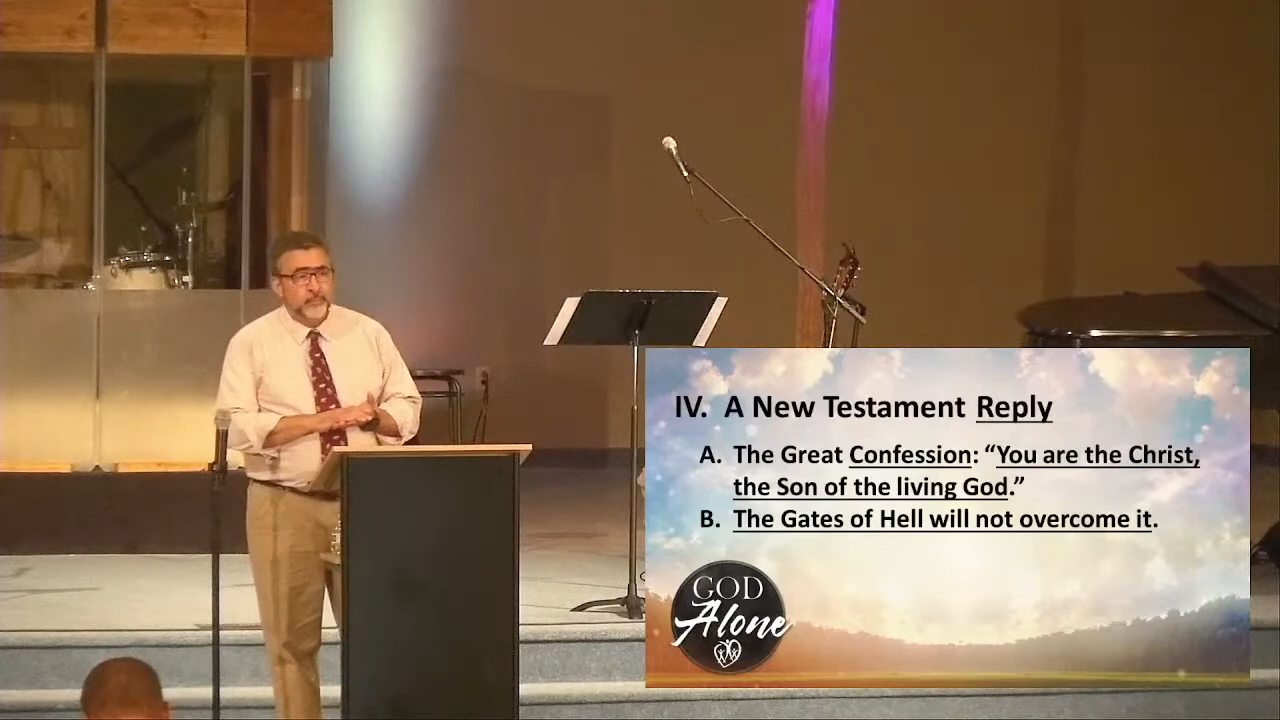 IV. A New Testament Reply
A. The Great Confession: “You are the Christ,
the Son of the living God.”
B. The Gates of Hell will not overcome it.
GOD
Alone